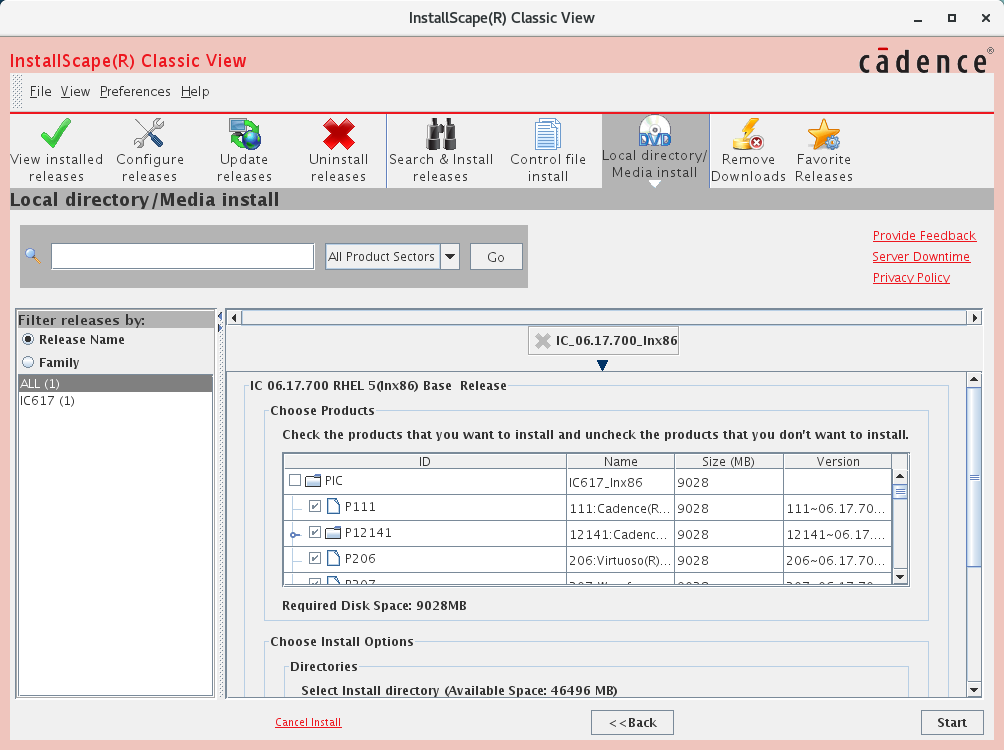 InstallScape(R) Classic View
InstallScape(R) Classic View
cādence®
File View Preferences Help
View installed releases
Configure releases
Update releases
Uninstall releases
Search & Install releases
Control file install
DVD
Local directory/ Media install
Remove Downloads
Favorite Releases
Local directory/Media install
All Product Sectors
Go
Provide Feedback
Server Downtime
Privacy Policy
Filter releases by:
Release Name
Family
ALL (1)
IC617 (1)
IC_06.17.700_lnx86
IC 06.17.700 RHEL 5(lnx86) Base Release
Choose Products
Check the products that you want to install and uncheck the products that you don't want to install.
ID Name Size (MB) Version
PIC IC617_lnx86 9028
P111 111:Cadence(R... 9028 111~06.17.70...
P12141 12141:Cadenc... 9028 12141~06.17....
P206 206:Virtuoso(R)... 9028 206~06.17.70...
Required Disk Space: 9028MB
Choose Install Options
Directories
Select Install directory (Available Space: 46496 MB)
Cancel Install
<<Back
Start